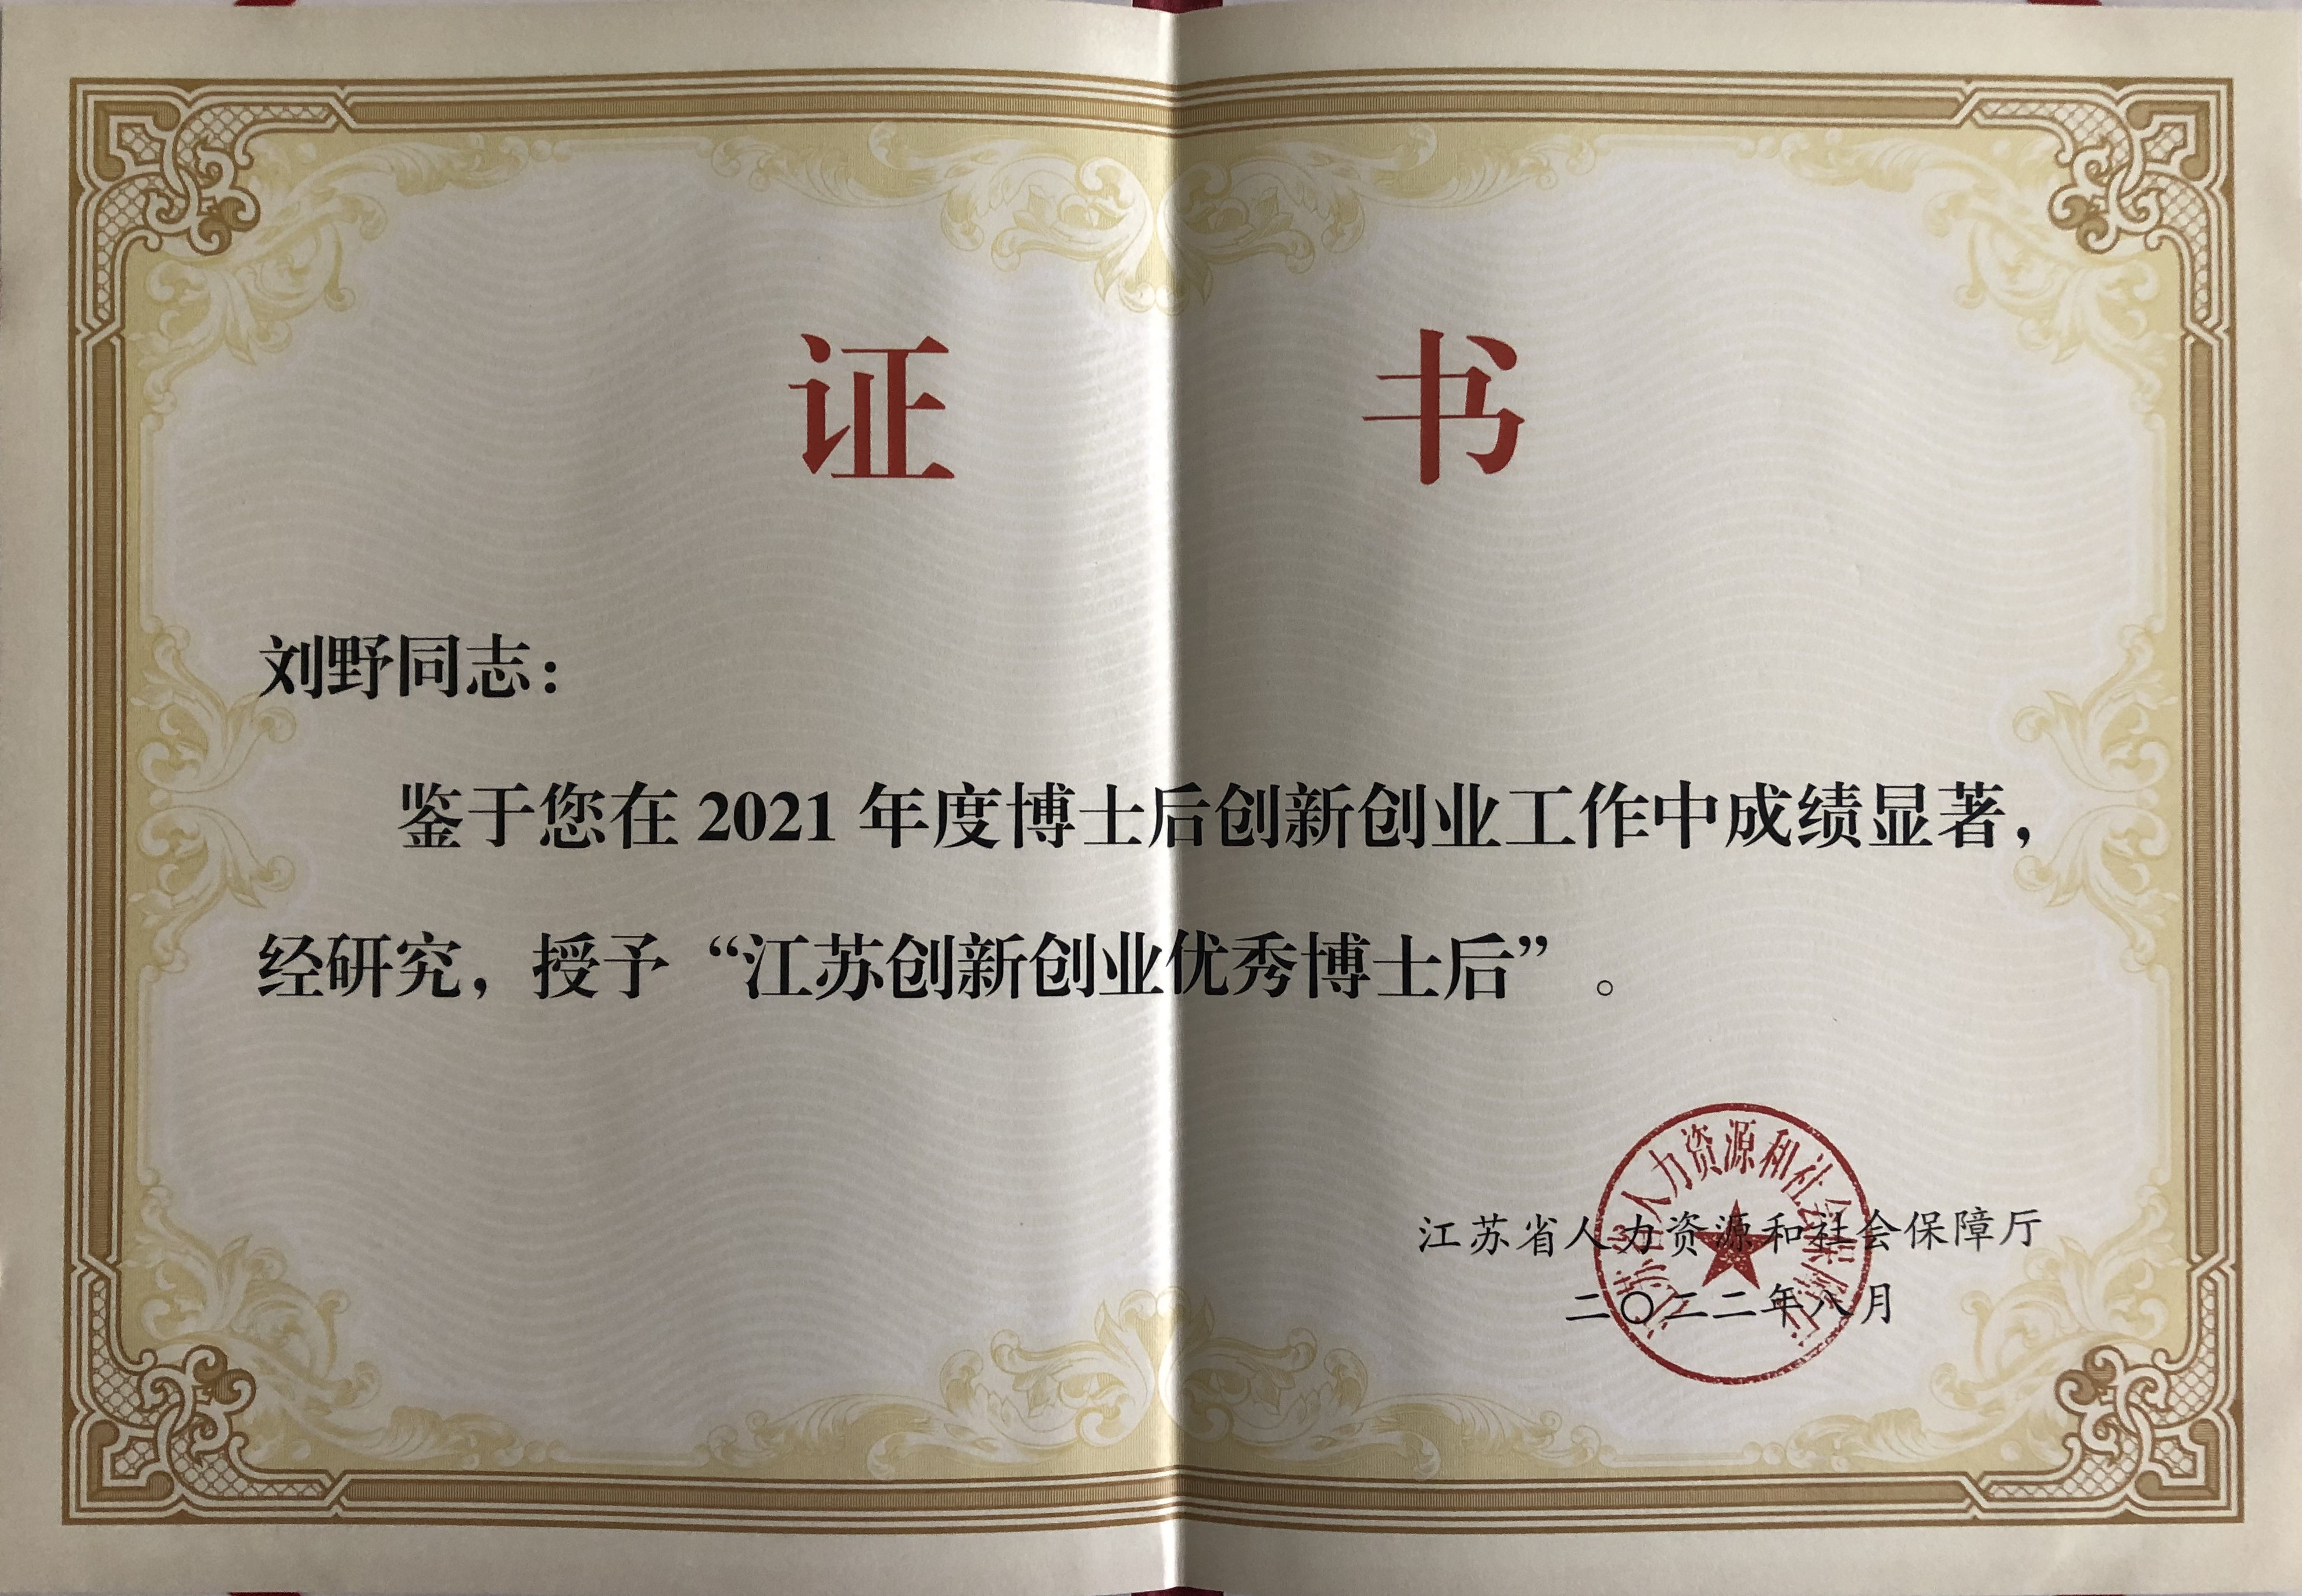 证 书
刘野同志：
鉴于您在 2021 年度博士后创新创业工作中成绩显著，
经研究，授予“江苏创新创业优秀博士后”。
江苏省人力资源和社会保障厅
江苏省人力资源和社会保障厅
二〇二二年八月